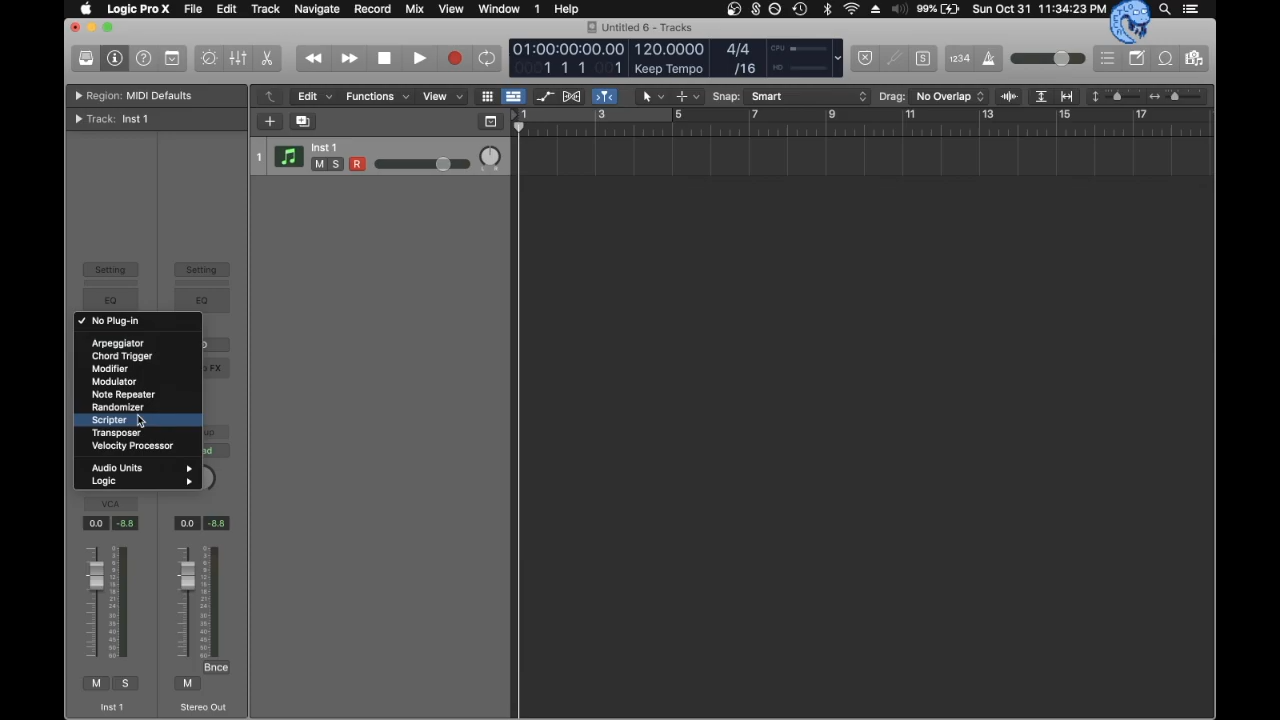 Logic Pro X File Edit Track Navigate Record Mix View Window 1 Help 99% Sun Oct 31 11:34:23 PM
Untitled 6 - Tracks
01:00:00:00.00 120.0000 4/4 CPU
0001 1 1 001 Keep Tempo /16 HD
1234
Region: MIDI Defaults
Edit Functions View Snap: Smart Drag: No Overlap
Track: Inst 1
1 3 5 7 9 11 13 15 17
1 Inst 1
M S R
L R
Setting Setting
EQ EQ
No Plug-in
Arpeggiator
Chord Trigger
Modifier
Modulator
Note Repeater
Randomizer
Scripter
Transposer
Velocity Processor
Audio Units
Logic
VCA
0.0 -8.8 0.0 -8.8
Bnce
M S M
Inst 1 Stereo Out